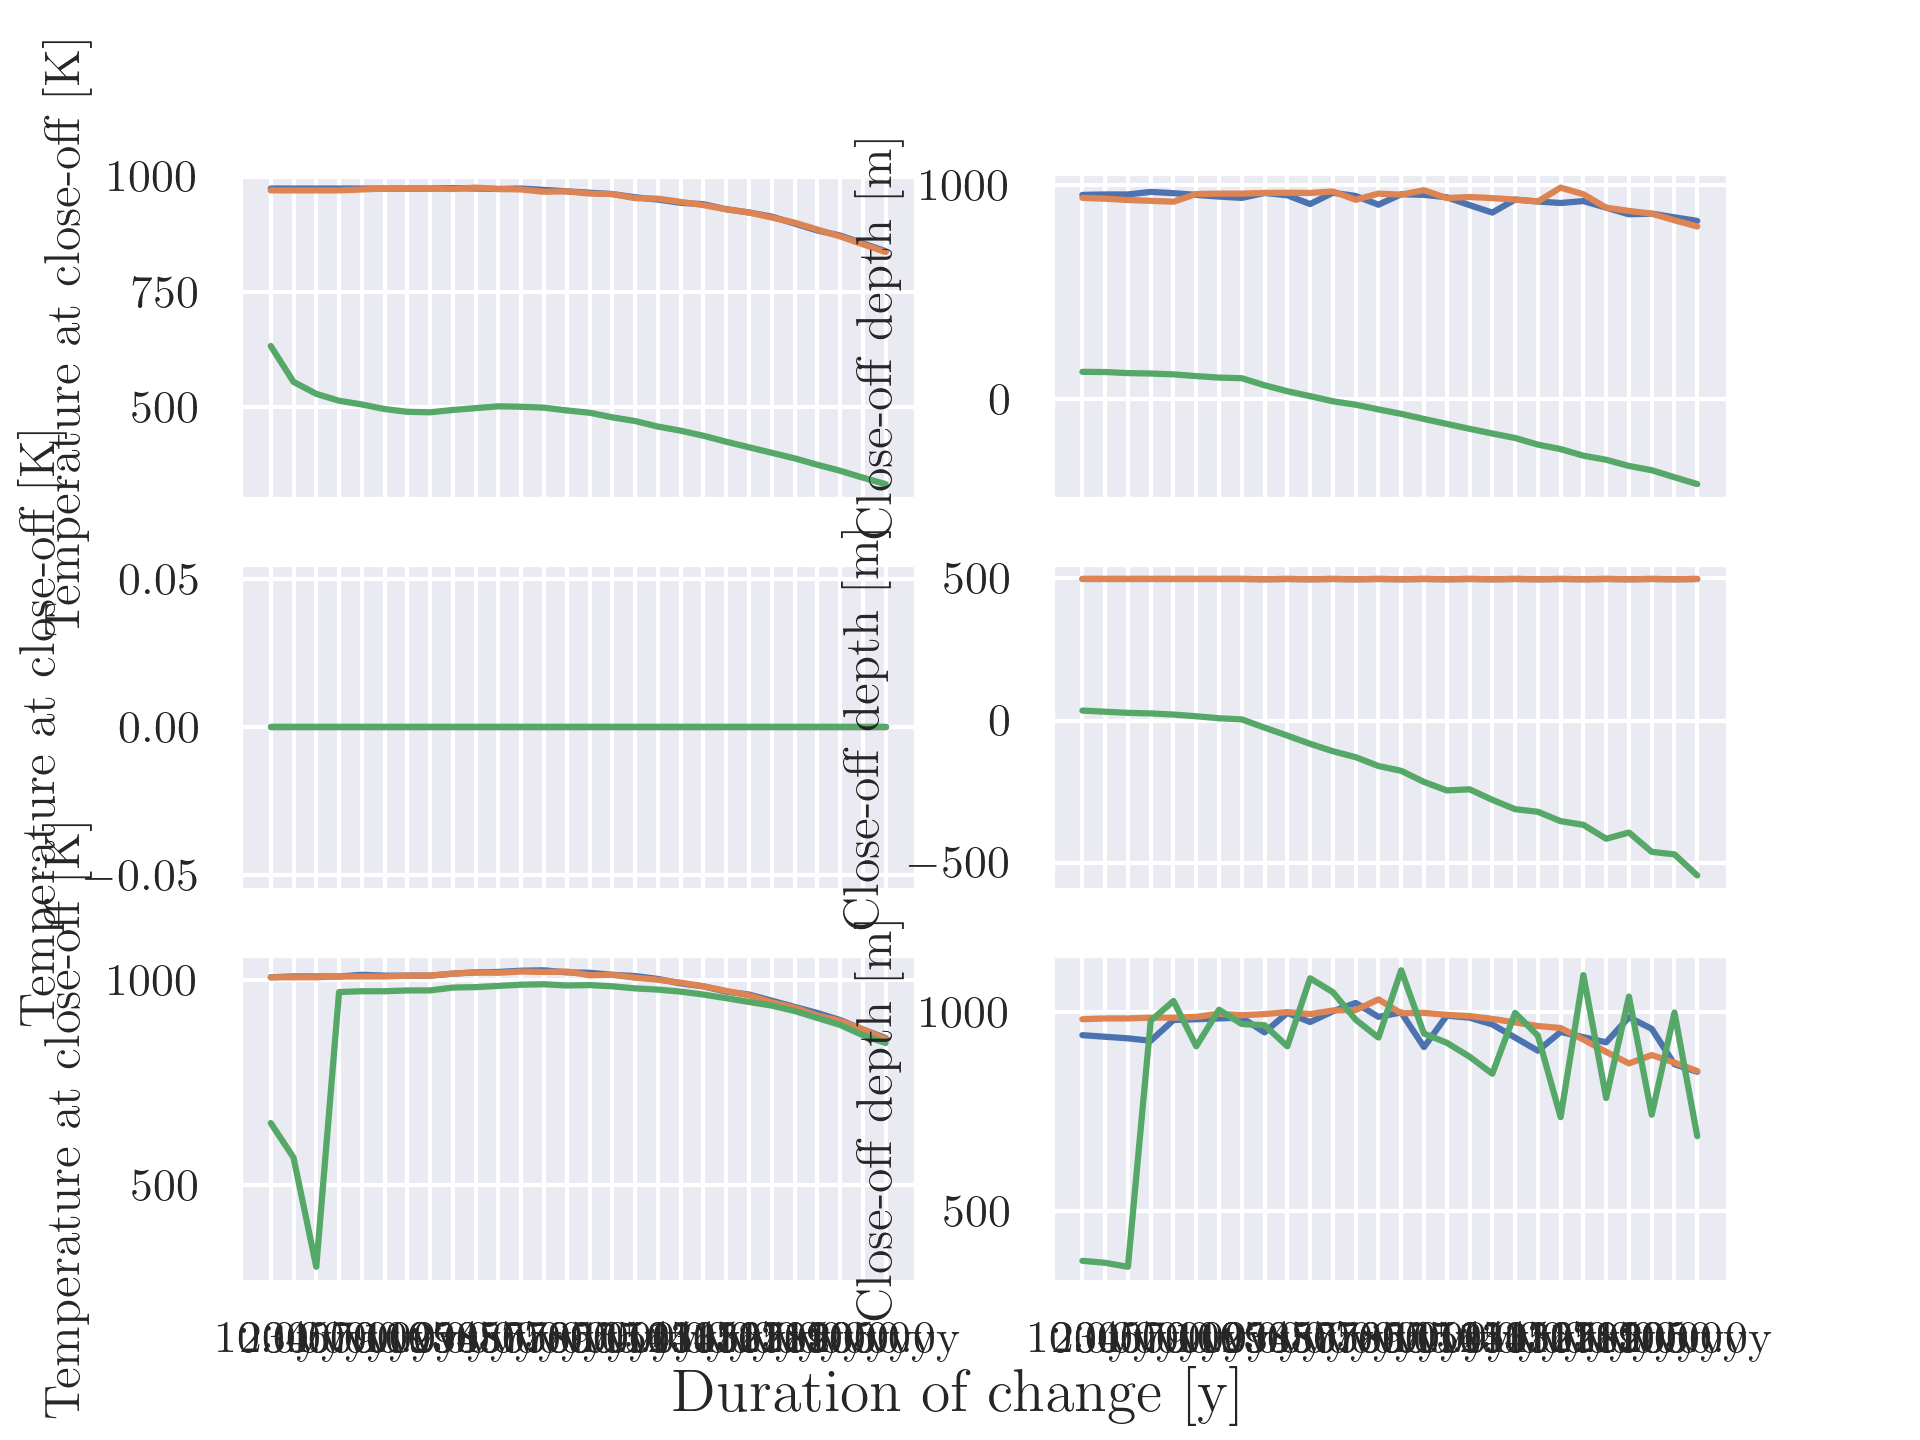 Temperature at close-off [K]
1000
750
500
Close-off depth [m]
1000
0
Temperature at close-off [K]
0.05
0.00
−0.05
Close-off depth [m]
500
0
−500
Temperature at close-off [K]
1000
500
Close-off depth [m]
1000
500
Duration of change [y]